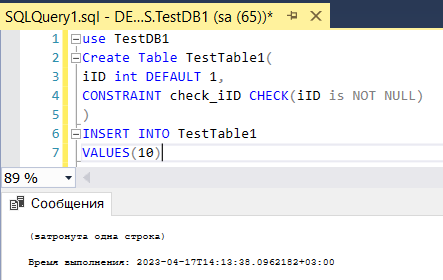 SQLQuery1.sql - DE...S.TestDB1 (sa (65))*
1 use TestDB1
2 Create Table TestTable1(
3 iID int DEFAULT 1,
4 CONSTRAINT check_iID CHECK(iID is NOT NULL)
5 )
6 INSERT INTO TestTable1
7 VALUES(10)
89 %
Сообщения
(затронута одна строка)
Время выполнения: 2023-04-17T14:13:38.0962182+03:00